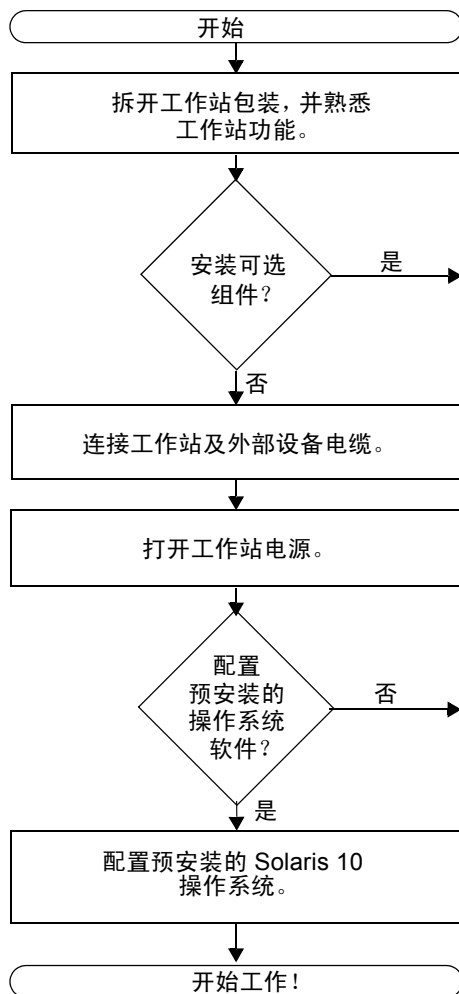 开始
拆开工作站包装，并熟悉
工作站功能。
安装可选
组件？
是
否
连接工作站及外部设备电缆。
打开工作站电源。
配置
预安装的
操作系统
软件？
否
是
配置预安装的 Solaris 10
操作系统。
开始工作！